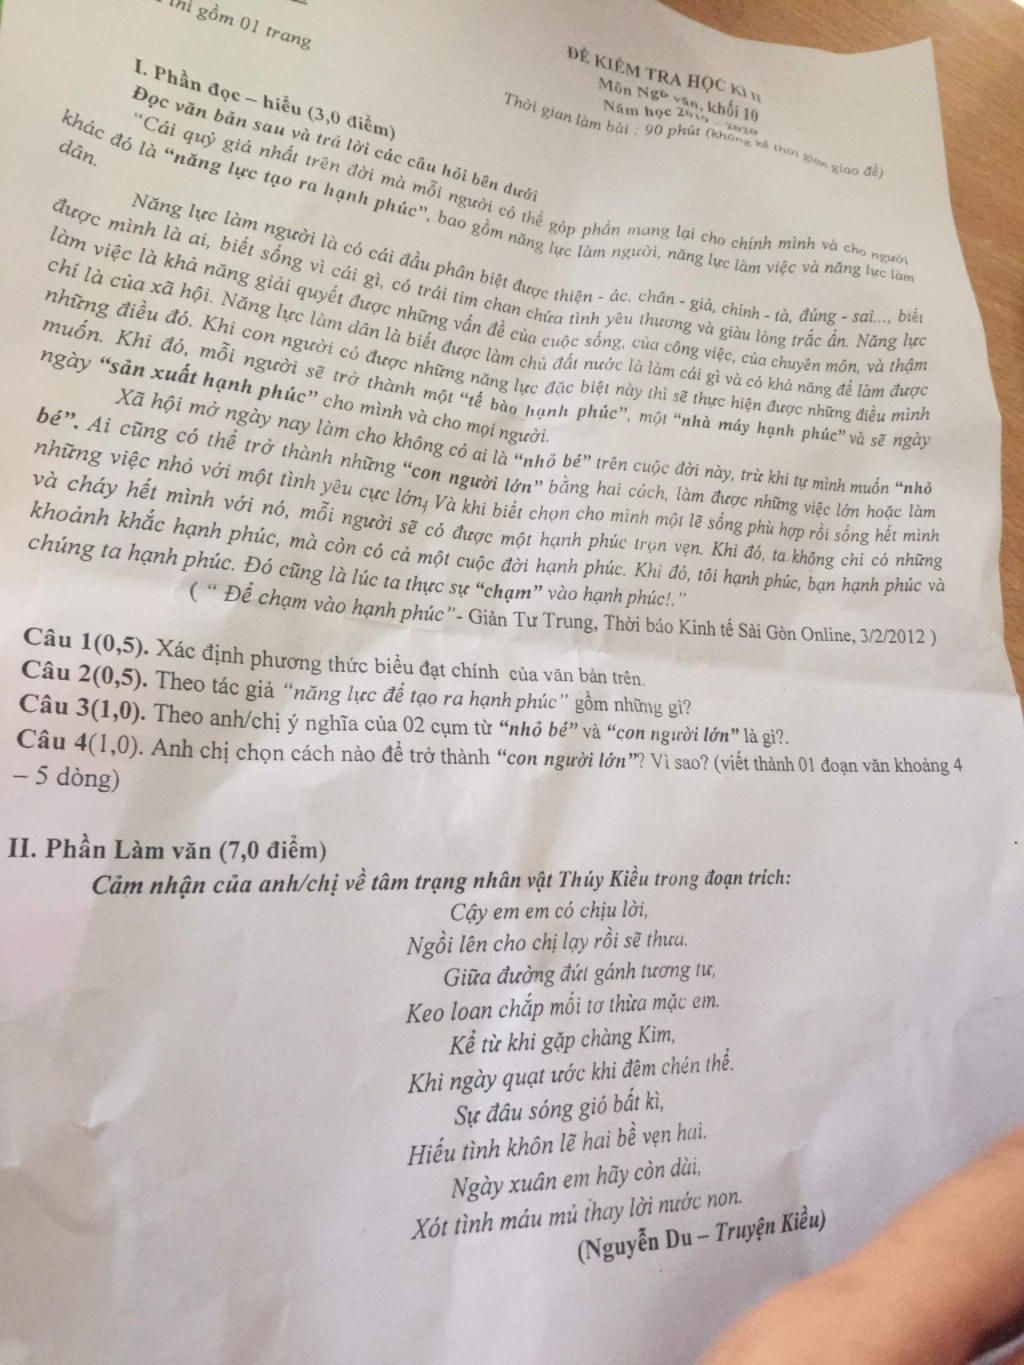 thi gồm 01 trang
ĐỀ KIỂM TRA HỌC KÌ II
Môn Ngữ văn, khối 10
Năm học 2019 - 2020
Thời gian làm bài : 90 phút (không kể thời gian giao đề)
I. Phần đọc – hiểu (3,0 điểm)
Đọc văn bản sau và trả lời các câu hỏi bên dưới
“Cái quý giá nhất trên đời mà mỗi người có thể góp phần mang lại cho chính mình và cho người
khác đó là “năng lực tạo ra hạnh phúc”, bao gồm năng lực làm người, năng lực làm việc và năng lực làm
dân.
Năng lực làm người là có cái đầu phân biệt được thiện - ác, chân - giả, chính - tà, đúng - sai..., biết
được mình là ai, biết sống vì cái gì, có trái tim chan chứa tình yêu thương và giàu lòng trắc ẩn. Năng lực
làm việc là khả năng giải quyết được những vấn đề của cuộc sống, của công việc, của chuyên môn, và thậm
chí là của xã hội. Năng lực làm dân là biết được làm chủ đất nước là làm cái gì và có khả năng để làm được
những điều đó. Khi con người có được những năng lực đặc biệt này thì sẽ thực hiện được những điều mình
muốn. Khi đó, mỗi người sẽ trở thành một “tế bào hạnh phúc”, một “nhà máy hạnh phúc” và sẽ ngày
ngày “sản xuất hạnh phúc” cho mình và cho mọi người.
Xã hội mở ngày nay làm cho không có ai là “nhỏ bé” trên cuộc đời này, trừ khi tự mình muốn “nhỏ
bé”. Ai cũng có thể trở thành những “con người lớn” bằng hai cách, làm được những việc lớn hoặc làm
những việc nhỏ với một tình yêu cực lớn, Và khi biết chọn cho mình một lẽ sống phù hợp rồi sống hết mình
và cháy hết mình với nó, mỗi người sẽ có được một hạnh phúc trọn vẹn. Khi đó, ta không chỉ có những
khoảnh khắc hạnh phúc, mà còn có cả một cuộc đời hạnh phúc. Khi đó, tôi hạnh phúc, bạn hạnh phúc và
chúng ta hạnh phúc. Đó cũng là lúc ta thực sự “chạm” vào hạnh phúc!.”
( “ Để chạm vào hạnh phúc”- Giản Tư Trung, Thời báo Kinh tế Sài Gòn Online, 3/2/2012 )
Câu 1(0,5). Xác định phương thức biểu đạt chính của văn bản trên.
Câu 2(0,5). Theo tác giả “năng lực để tạo ra hạnh phúc” gồm những gì?
Câu 3(1,0). Theo anh/chị ý nghĩa của 02 cụm từ “nhỏ bé” và “con người lớn” là gì?.
Câu 4(1,0). Anh chị chọn cách nào để trở thành “con người lớn”? Vì sao? (viết thành 01 đoạn văn khoảng 4
– 5 dòng)
II. Phần Làm văn (7,0 điểm)
Cảm nhận của anh/chị về tâm trạng nhân vật Thúy Kiều trong đoạn trích:
Cậy em em có chịu lời,
Ngồi lên cho chị lạy rồi sẽ thưa.
Giữa đường đứt gánh tương tư,
Keo loan chắp mối tơ thừa mặc em.
Kể từ khi gặp chàng Kim,
Khi ngày quạt ước khi đêm chén thề.
Sự đâu sóng gió bất kì,
Hiếu tình khôn lẽ hai bề vẹn hai.
Ngày xuân em hãy còn dài,
Xót tình máu mủ thay lời nước non.
(Nguyễn Du – Truyện Kiều)